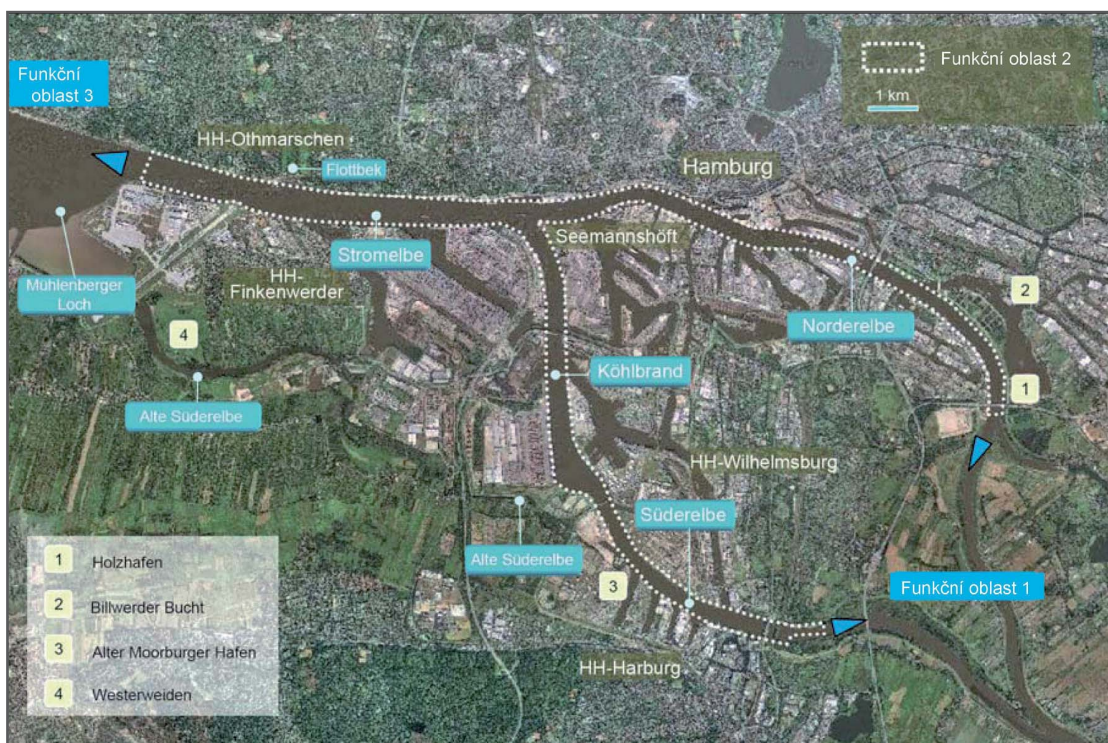 Funkční
oblast 3
Funkční oblast 2
1 km
HH-Othmarschen
Flottbek
Hamburg
Stromelbe
Seemannshöft
Mühlenberger
Loch
HH-
Finkenwerder
2
Norderelbe
4
Köhlbrand
1
Alte Süderelbe
HH-Wilhelmsburg
Süderelbe
Alte Süderelbe
3
Funkční oblast 1
HH-Harburg
1 Holzhafen
2 Billwerder Bucht
3 Alter Moorburger Hafen
4 Westerweiden